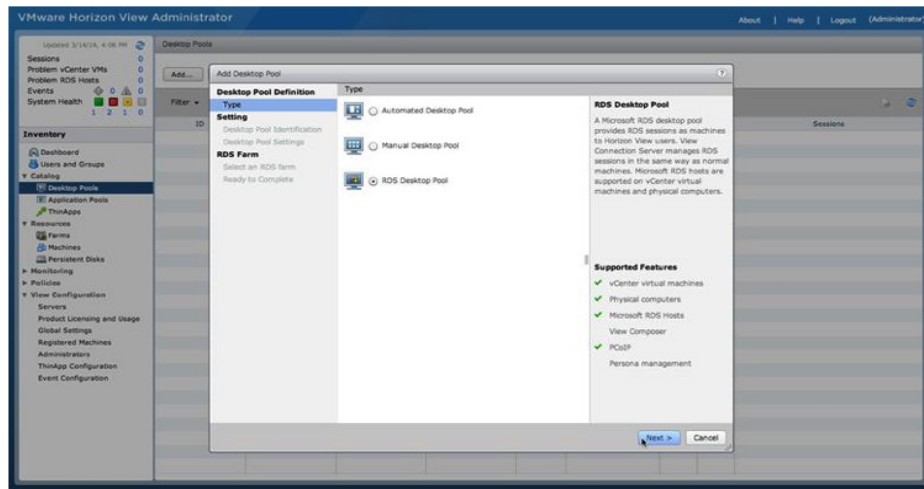 VMware Horizon View Administrator
About | Help | Logout (Administrator)
Updated 3/14/14, 4:06 PM
Sessions 0
Problem vCenter VMs 0
Problem RDS Hosts 0
Events 0 0
System Health
1 2 1 0
Inventory
Dashboard
Users and Groups
Catalog
Desktop Pools
Application Pools
ThinApps
Resources
Farms
Machines
Persistent Disks
Monitoring
Policies
View Configuration
Servers
Product Licensing and Usage
Global Settings
Registered Machines
Administrators
ThinApp Configuration
Event Configuration
Desktop Pools
Add...
Filter
ID
Sessions
Add Desktop Pool
?
Desktop Pool Definition
Type
Setting
Desktop Pool Identification
Desktop Pool Settings
RDS Farm
Select an RDS farm
Ready to Complete
Type
Automated Desktop Pool
Manual Desktop Pool
RDS Desktop Pool
RDS Desktop Pool
A Microsoft RDS desktop pool
provides RDS sessions as machines
to Horizon View users. View
Connection Server manages RDS
sessions in the same way as normal
machines. Microsoft RDS hosts are
supported on vCenter virtual
machines and physical computers.
Supported Features
vCenter virtual machines
Physical computers
Microsoft RDS Hosts
View Composer
PCoIP
Persona management
Next >
Cancel